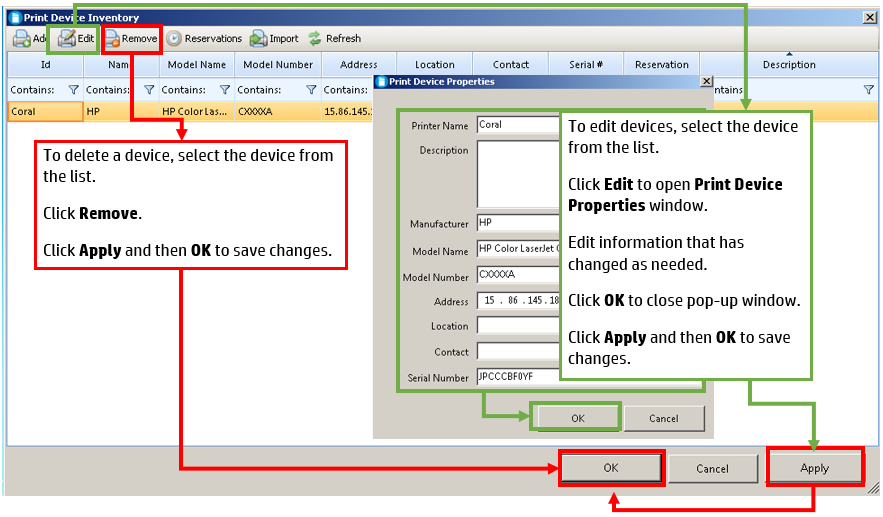 Print Device Inventory
Add Edit Remove Reservations Import Refresh
Id Name Model Name Model Number Address Location Contact Serial # Reservation Description
Contains: Contains: Contains: Contains: Contains:
Coral HP HP Color Las... CXXXXA 15.86.145.
To delete a device, select the device from
the list.
Click Remove.
Click Apply and then OK to save changes.
Print Device Properties
Printer Name Coral
Description
Manufacturer HP
Model Name HP Color LaserJet
Model Number CXXXXA
Address 15 . 86 .145.18
Location
Contact
Serial Number JPCCCBF0YF
OK Cancel
To edit devices, select the device
from the list.
Click Edit to open Print Device
Properties window.
Edit information that has
changed as needed.
Click OK to close pop-up window.
Click Apply and then OK to save
changes.
OK Cancel Apply